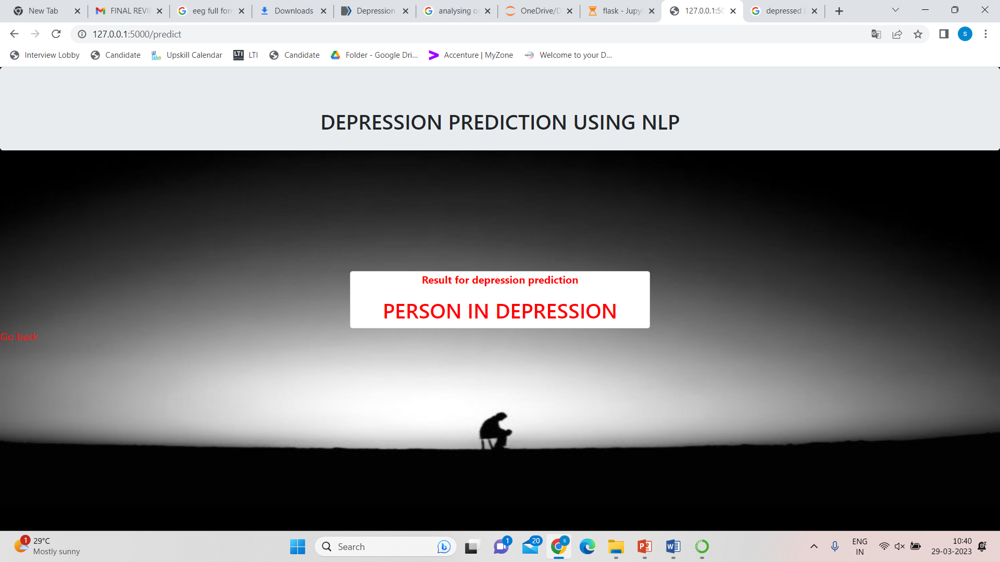 New Tab
FINAL REVIE
eeg full for
Downloads
Depression
analysing o
OneDrive/D
flask - Jupy
127.0.0.1:50
depressed
127.0.0.1:5000/predict
s
Interview Lobby
Candidate
Upskill Calendar
LTI
LTI
Candidate
Folder - Google Dri...
Accenture | MyZone
Welcome to your D...
DEPRESSION PREDICTION USING NLP
Result for depression prediction
PERSON IN DEPRESSION
Go back
1
29°C
Mostly sunny
Search
1
20
s
ENG
IN
10:40
29-03-2023